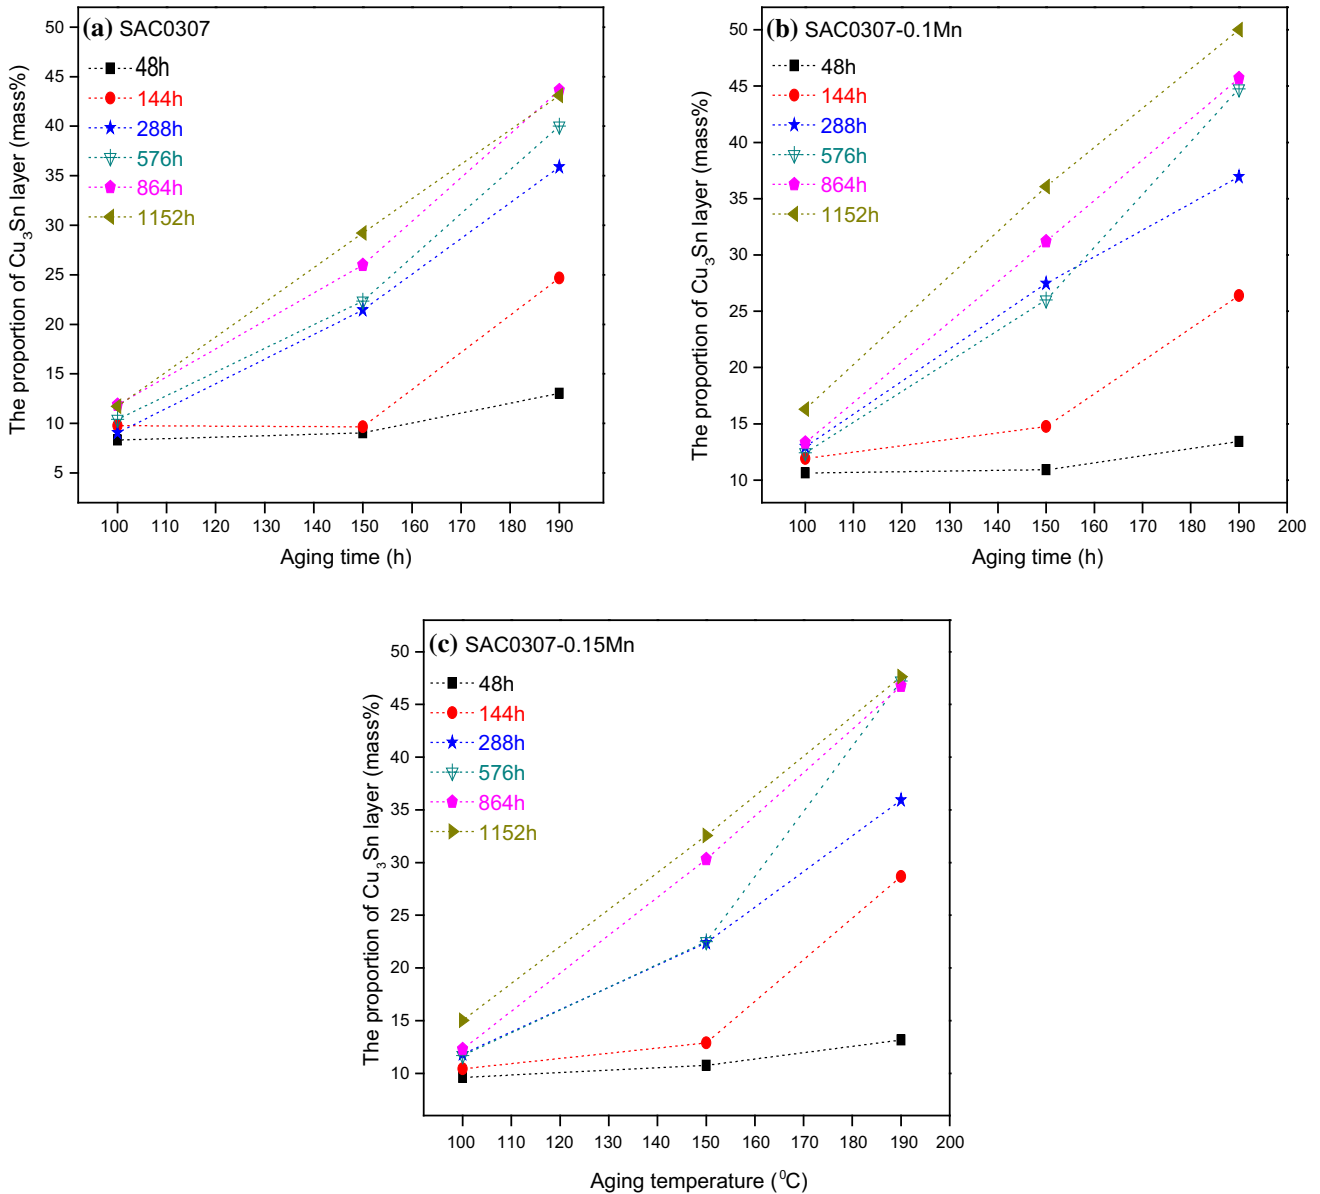 (a) SAC0307
48h
48h
144h
288h
576h
864h
1152h
50
45
40
35
30
25
20
15
10
5
The proportion of Cu3Sn layer (mass%)
100 110 120 130 140 150 160 170 180 190
Aging time (h)
(b) SAC0307-0.1Mn
48h
144h
288h
576h
864h
1152h
50
45
40
35
30
25
20
15
10
The proportion of Cu3Sn layer (mass%)
100 110 120 130 140 150 160 170 180 190 200
Aging time (h)
(c) SAC0307-0.15Mn
48h
144h
288h
576h
864h
1152h
50
45
40
35
30
25
20
15
10
The proportion of Cu3Sn layer (mass%)
100 110 120 130 140 150 160 170 180 190 200
Aging temperature (⁰C)